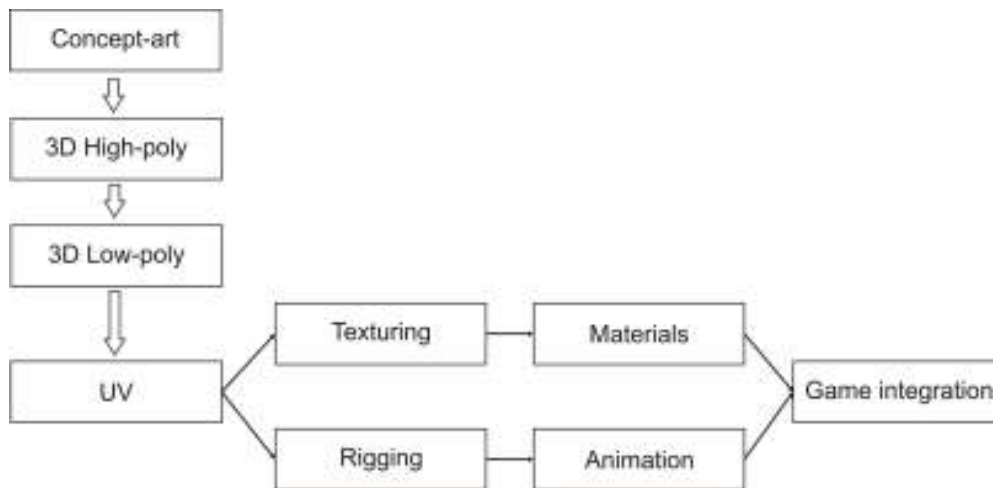 Concept-art
3D High-poly
3D Low-poly
UV
Texturing
Materials
Rigging
Animation
Game integration